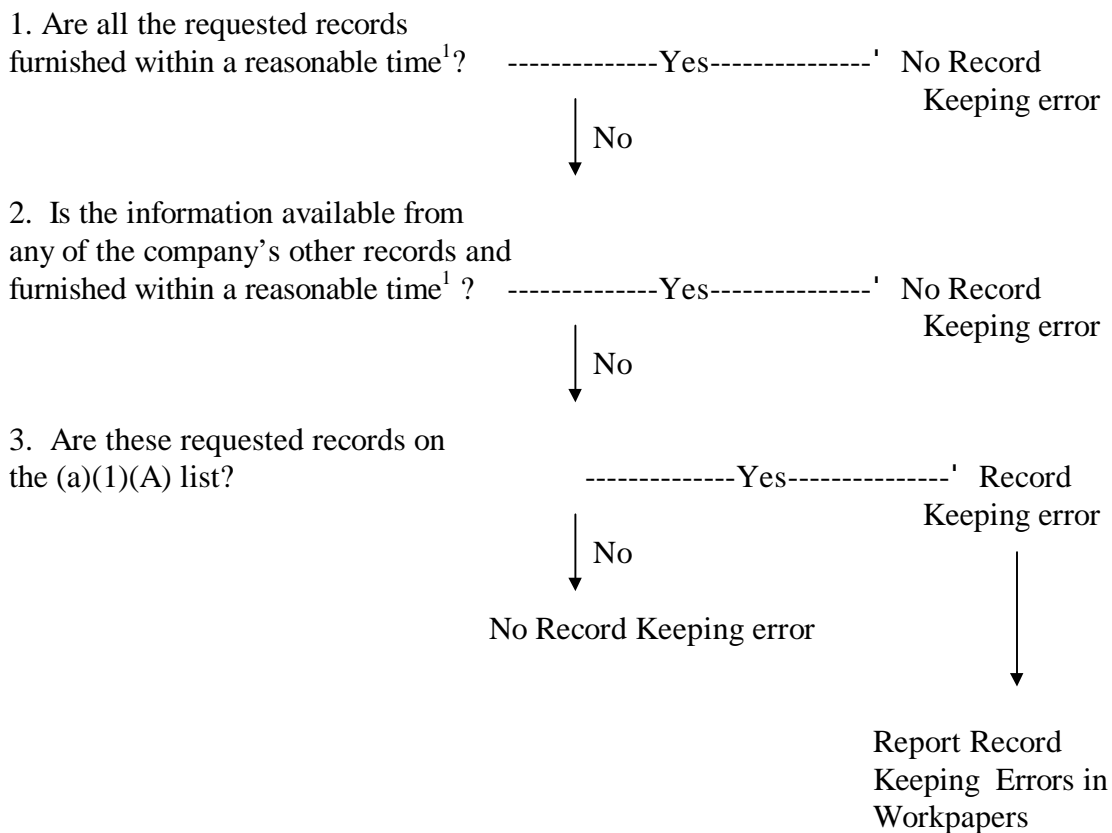 1. Are all the requested records
furnished within a reasonable time¹? --------------Yes---------------' No Record
Keeping error
No
2. Is the information available from
any of the company's other records and
furnished within a reasonable time¹ ? --------------Yes---------------' No Record
Keeping error
No
3. Are these requested records on
the (a)(1)(A) list? --------------Yes---------------' Record
Keeping error
No
No Record Keeping error
Report Record
Keeping Errors in
Workpapers